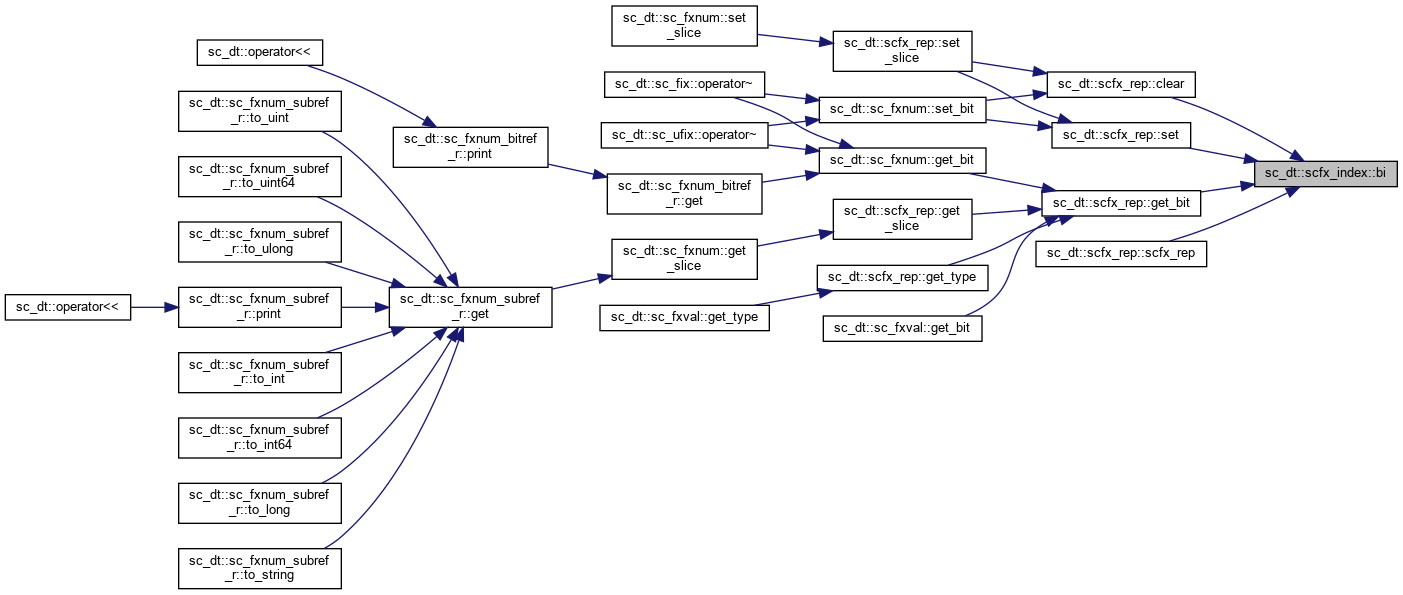 sc_dt::operator<<
sc_dt::sc_fxnum_subref
_r::to_uint
sc_dt::sc_fxnum_subref
_r::to_uint64
sc_dt::sc_fxnum_subref
_r::to_ulong
sc_dt::operator<<
sc_dt::sc_fxnum_subref
_r::print
sc_dt::sc_fxnum_subref
_r::to_int
sc_dt::sc_fxnum_subref
_r::to_int64
sc_dt::sc_fxnum_subref
_r::to_long
sc_dt::sc_fxnum_subref
_r::to_string
sc_dt::sc_fxnum_bitref
_r::print
sc_dt::sc_fxnum_subref
_r::get
sc_dt::sc_fxnum::set
_slice
sc_dt::sc_fix::operator~
sc_dt::sc_ufix::operator~
sc_dt::sc_fxnum_bitref
_r::get
sc_dt::sc_fxnum::get
_slice
sc_dt::sc_fxval::get_type
sc_dt::scfx_rep::set
_slice
sc_dt::sc_fxnum::set_bit
sc_dt::sc_fxnum::get_bit
sc_dt::scfx_rep::get
_slice
sc_dt::scfx_rep::get_type
sc_dt::sc_fxval::get_bit
sc_dt::scfx_rep::clear
sc_dt::scfx_rep::set
sc_dt::scfx_rep::get_bit
sc_dt::scfx_rep::scfx_rep
sc_dt::scfx_index::bi